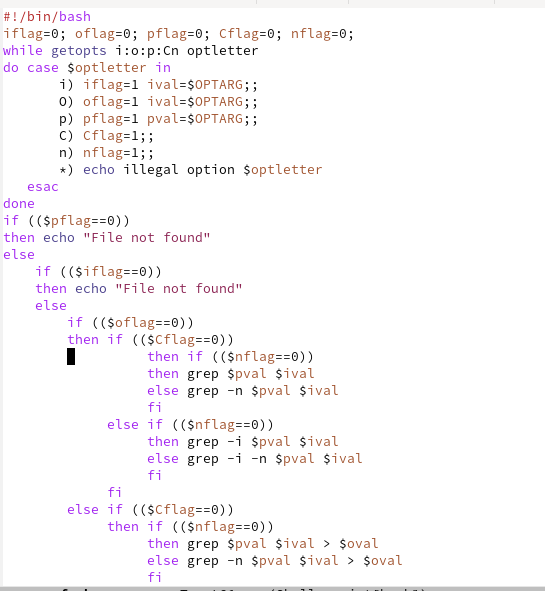 #!/bin/bash
iflag=0; oflag=0; pflag=0; Cflag=0; nflag=0;
while getopts i:o:p:Cn optletter
do case $optletter in
       i) iflag=1 ival=$OPTARG;;
       O) oflag=1 ival=$OPTARG;;
       p) pflag=1 pval=$OPTARG;;
       C) Cflag=1;;
       n) nflag=1;;
       *) echo illegal option $optletter
   esac
done
if (($pflag==0))
then echo "File not found"
else
    if (($iflag==0))
    then echo "File not found"
    else
        if (($oflag==0))
        then if (($Cflag==0))
                  then if (($nflag==0))
                  then grep $pval $ival
                  else grep -n $pval $ival
                  fi
             else if (($nflag==0))
                  then grep -i $pval $ival
                  else grep -i -n $pval $ival
                  fi
             fi
        else if (($Cflag==0))
             then if (($nflag==0))
                  then grep $pval $ival > $oval
                  else grep -n $pval $ival > $oval
                  fi